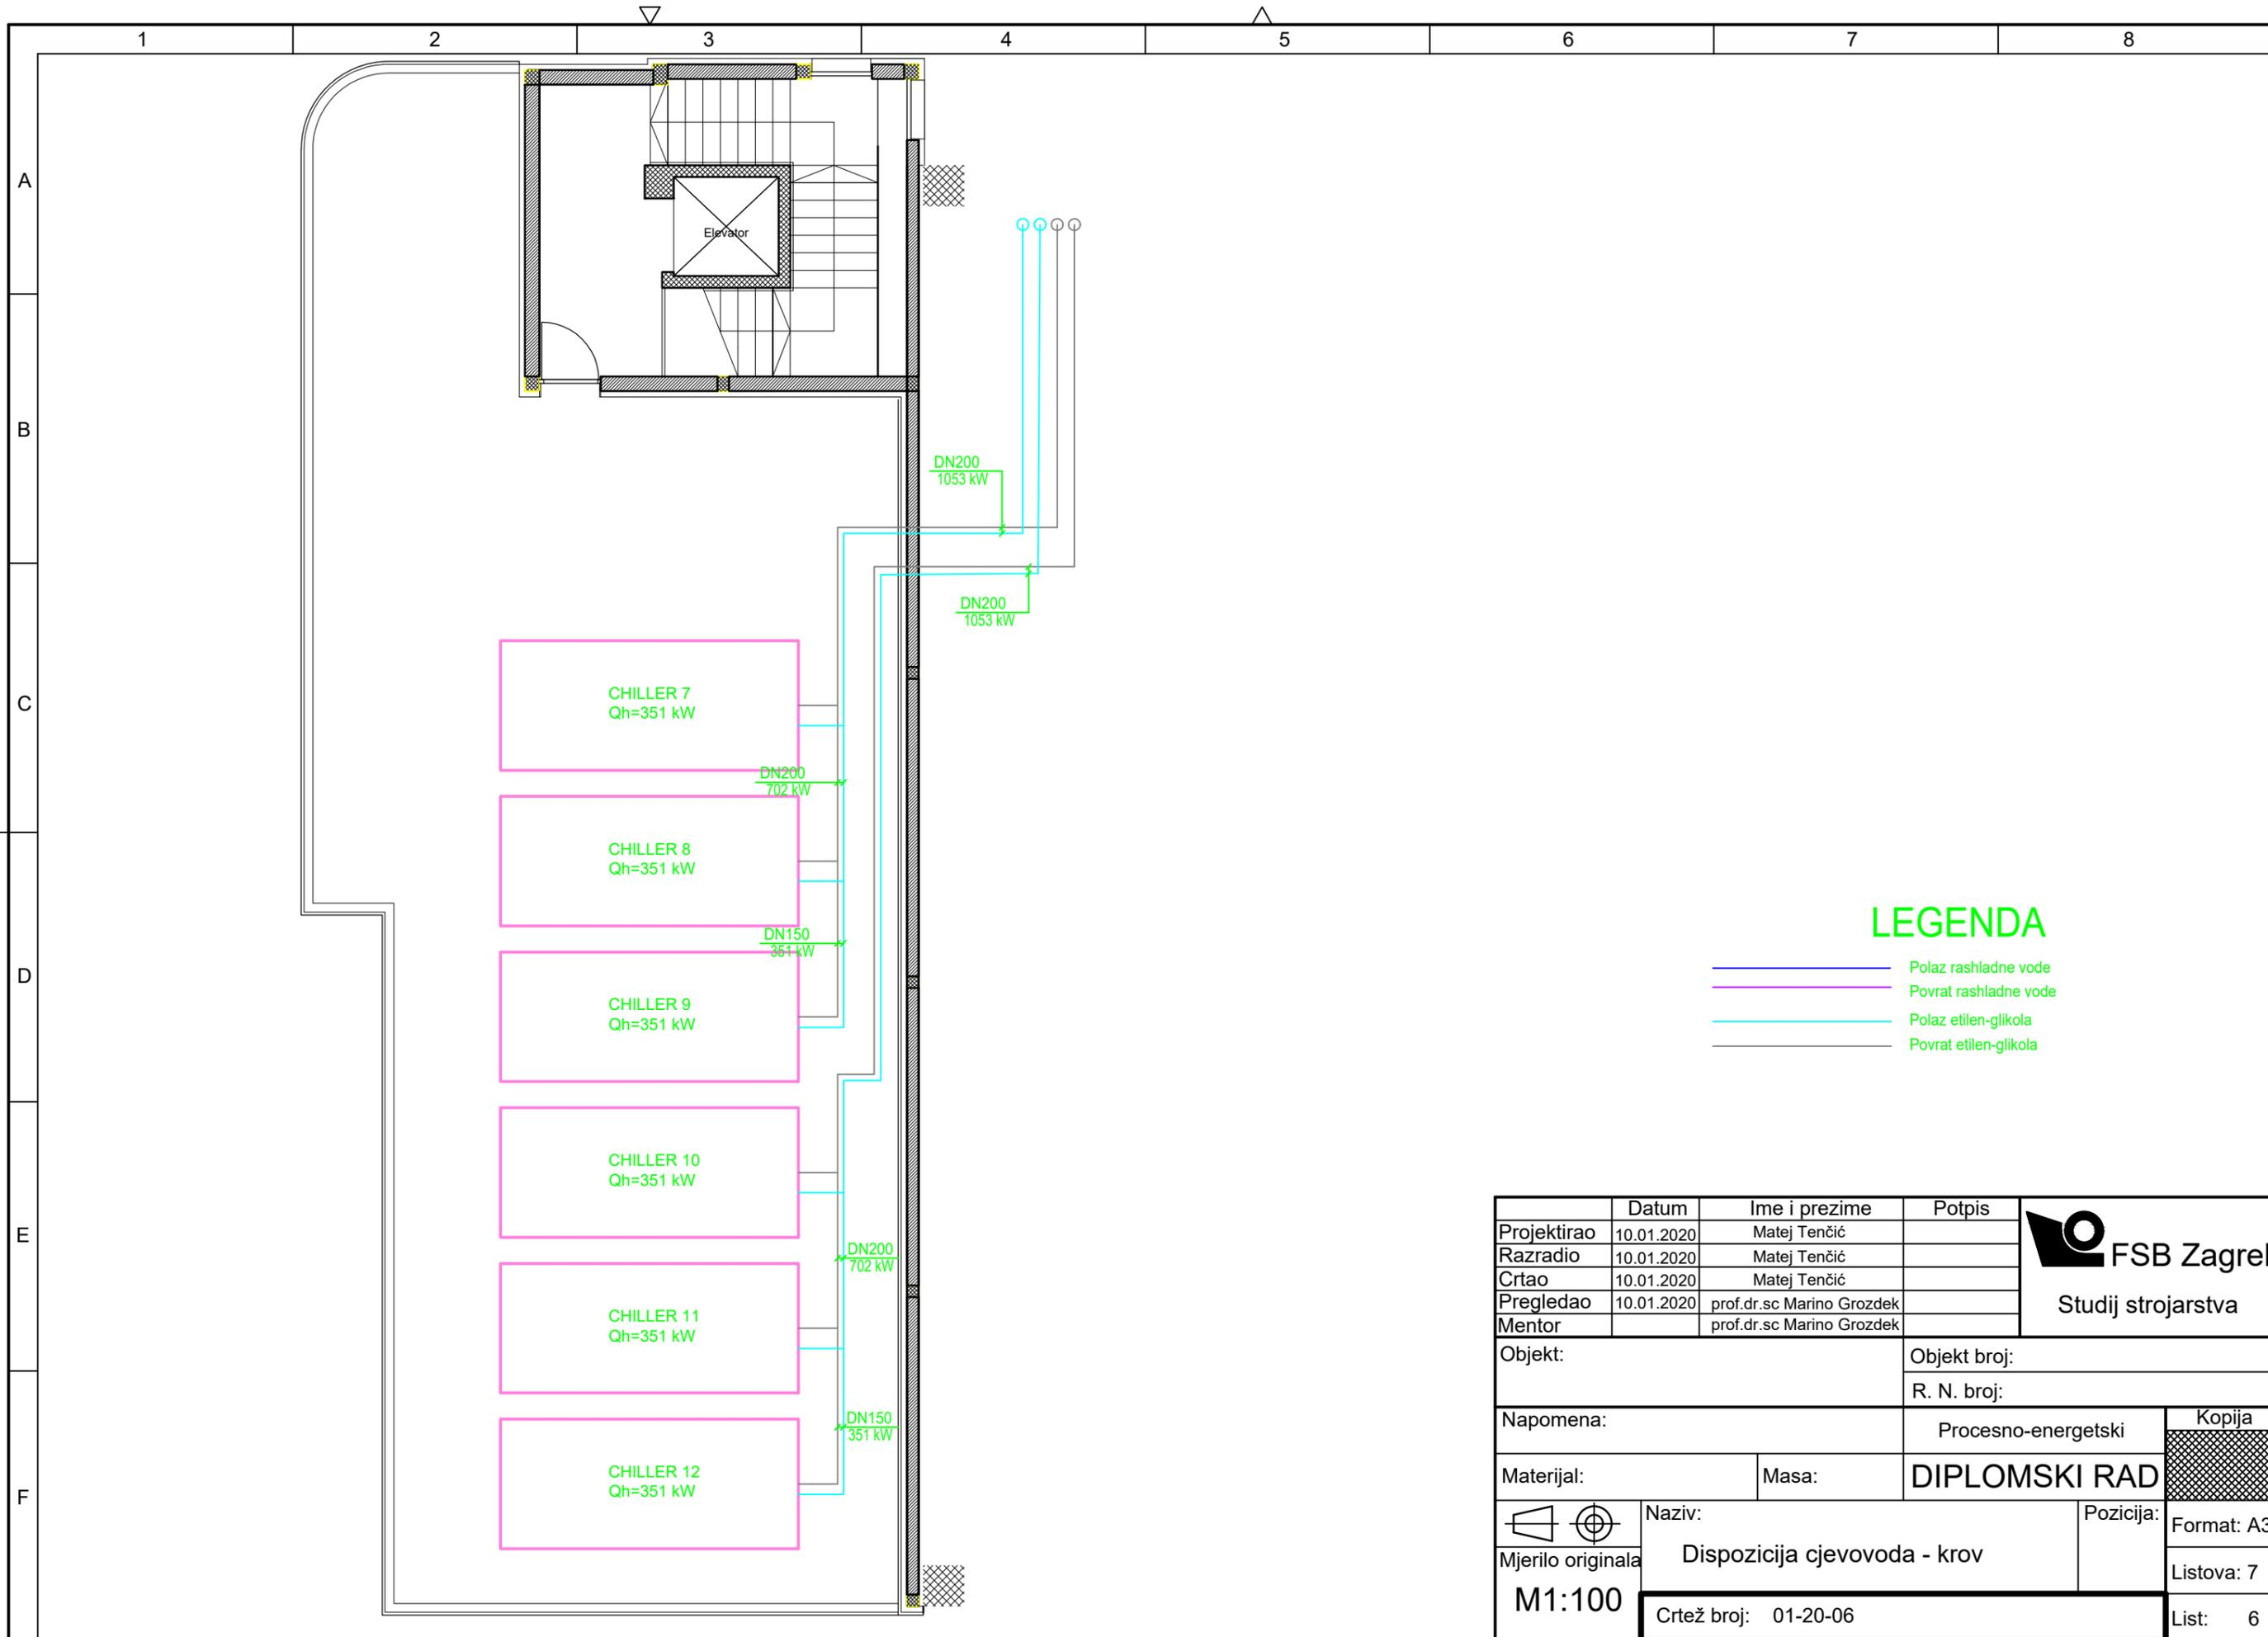 1 2 3 4 5 6 7 8
A
B
C
D
E
F
Elevator
DN200
1053 kW
DN200
1053 kW
CHILLER 7
Qh=351 kW
DN200
702 kW
CHILLER 8
Qh=351 kW
DN150
351 kW
CHILLER 9
Qh=351 kW
CHILLER 10
Qh=351 kW
DN200
702 kW
CHILLER 11
Qh=351 kW
DN150
351 kW
CHILLER 12
Qh=351 kW
LEGENDA
Polaz rashladne vode
Povrat rashladne vode
Polaz etilen-glikola
Povrat etilen-glikola
Datum Ime i prezime Potpis
Projektirao 10.01.2020 Matej Tenčić
Razradio 10.01.2020 Matej Tenčić
Crtao 10.01.2020 Matej Tenčić
Pregledao 10.01.2020 prof.dr.sc Marino Grozdek
Mentor prof.dr.sc Marino Grozdek
FSB
Studij strojarstva
Objekt:
Objekt broj:
R. N. broj:
Napomena:
Procesno-energetski
Kopija
Materijal:
Masa:
DIPLOMSKI RAD
Naziv:
Pozicija:
Format: A3
Mjerilo originala
Dispozicija cjevovoda - krov
Listova: 7
M1:100
Crtež broj: 01-20-06
List: 6